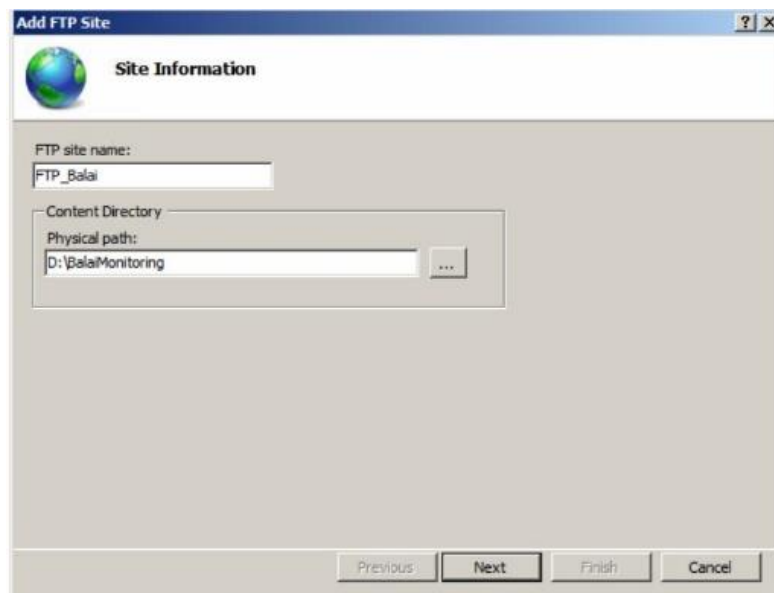 Add FTP Site
Site Information
FTP site name:
FTP_Balai
Content Directory
Physical path:
D:\BalaiMonitoring
...
Previous Next Finish Cancel